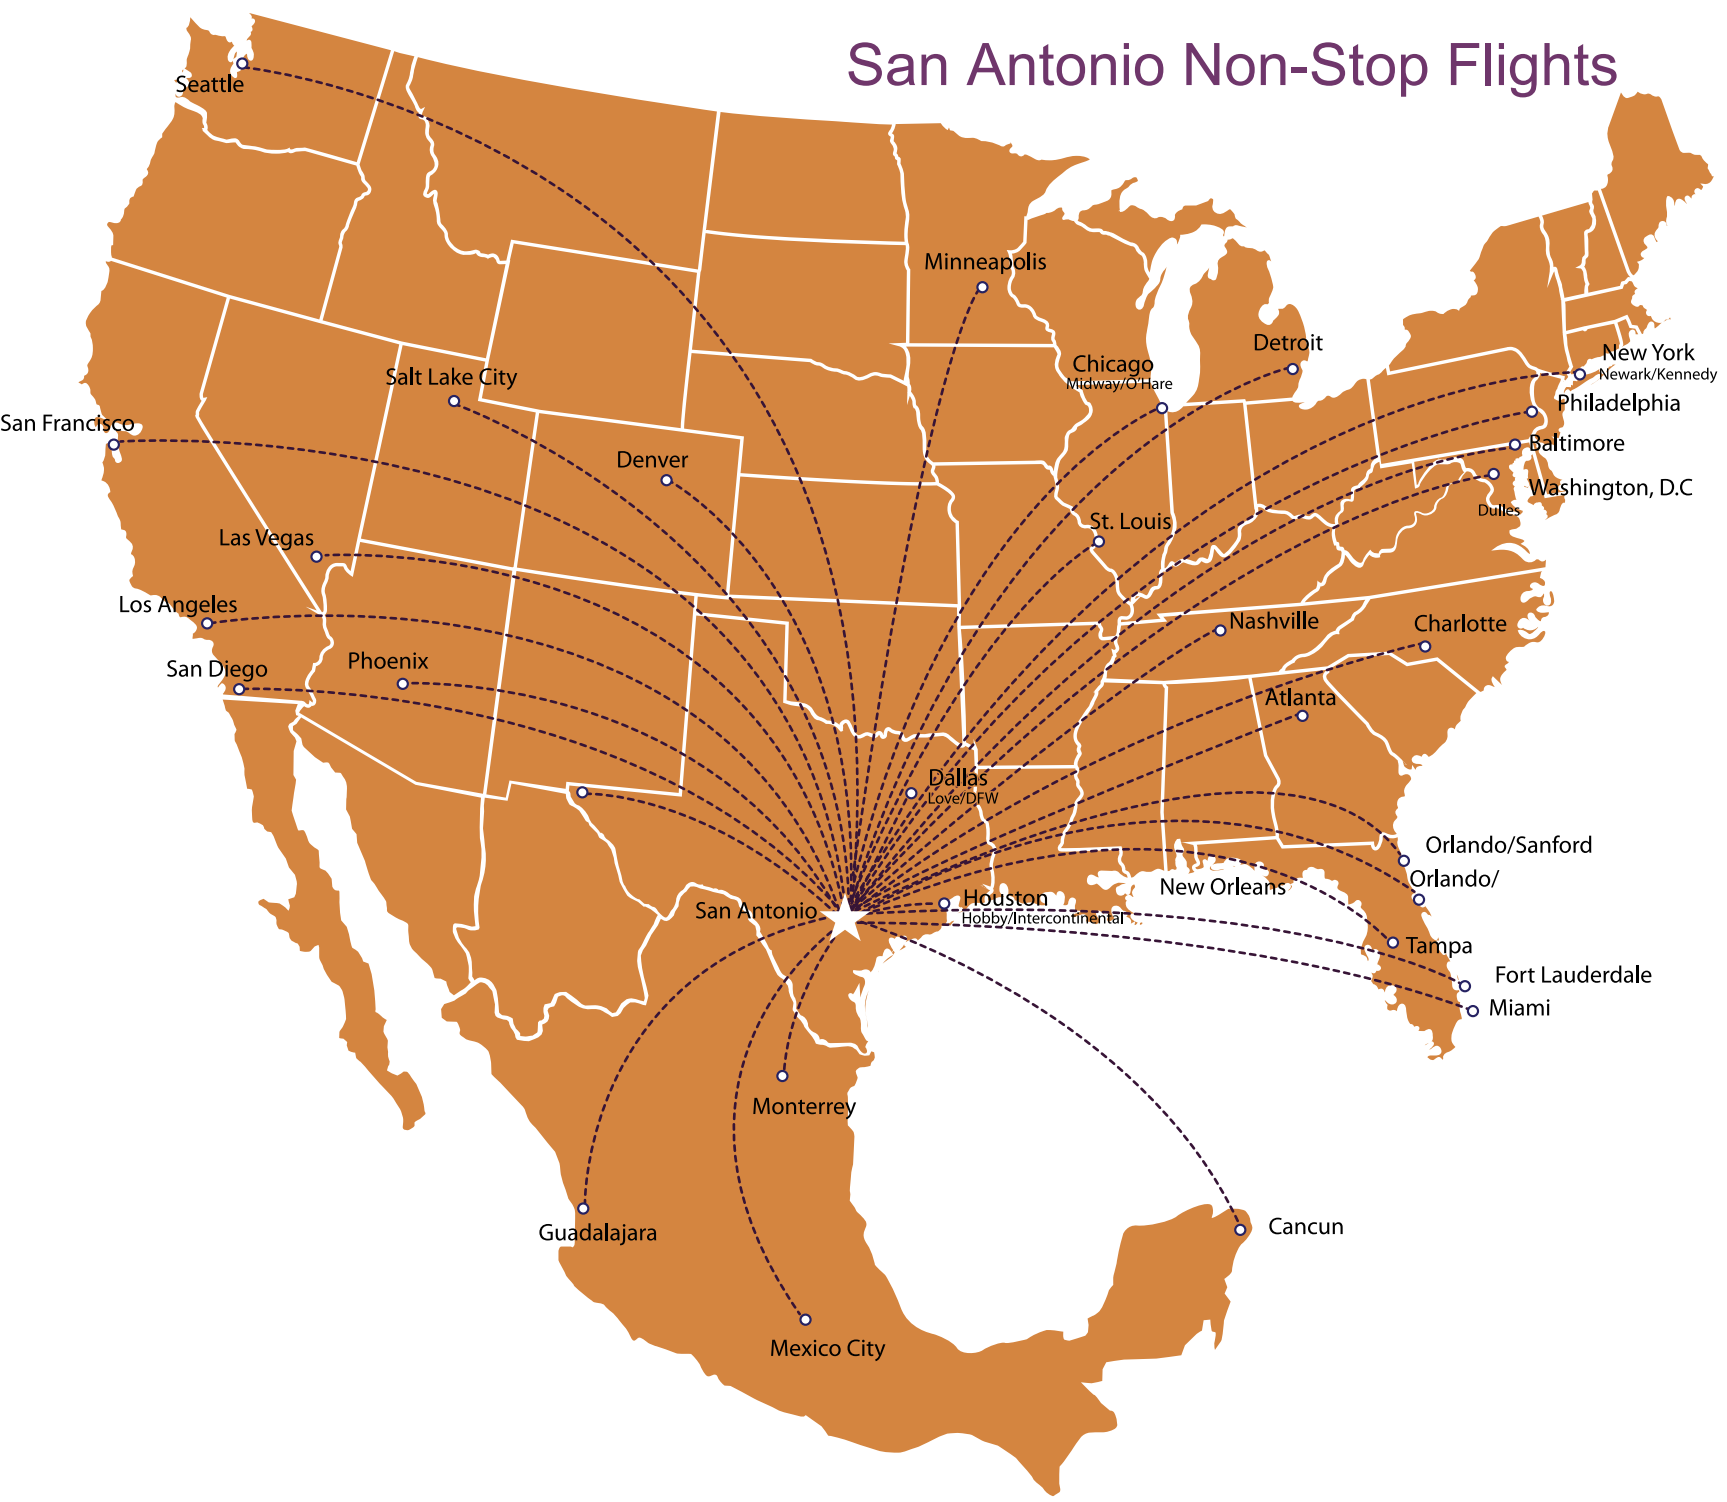 San Antonio Non-Stop Flights
Seattle
Minneapolis
Detroit
Chicago
Midway/O'Hare
New York
Newark/Kennedy
Salt Lake City
Philadelphia
San Francisco
Baltimore
Denver
Washington, D.C
Dulles
St. Louis
Las Vegas
Los Angeles
Nashville
Charlotte
San Diego
Phoenix
Atlanta
Dallas
Love/DFW
Orlando/Sanford
Orlando/
New Orleans
Houston
Hobby/Intercontinental
San Antonio
Tampa
Fort Lauderdale
Miami
Monterrey
Guadalajara
Cancun
Mexico City